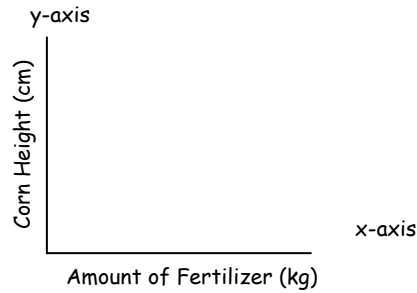 y-axis
Corn Height (cm)
x-axis
Amount of Fertilizer (kg)